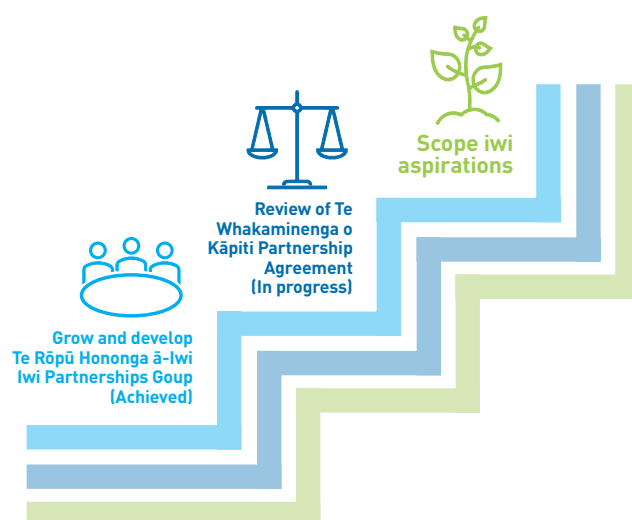 Scope iwi
aspirations
Review of Te
Whakaminenga o
Kāpiti Partnership
Agreement
(In progress)
Grow and develop
Te Rōpū Hononga ā-Iwi
Iwi Partnerships Goup
(Achieved)